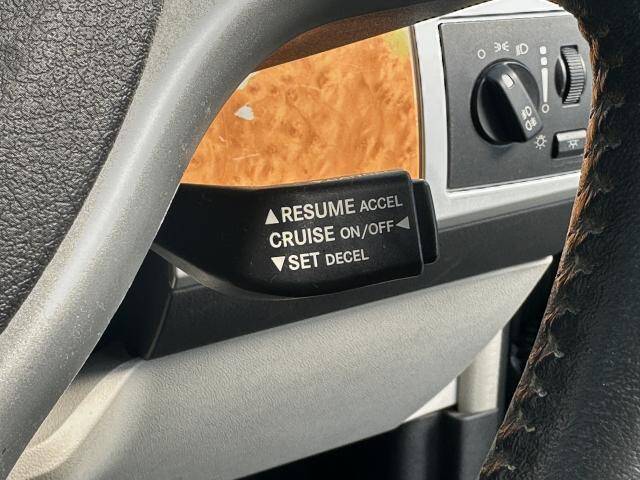 ▲RESUME ACCEL
CRUISE ON/OFF◀
▼SET DECEL